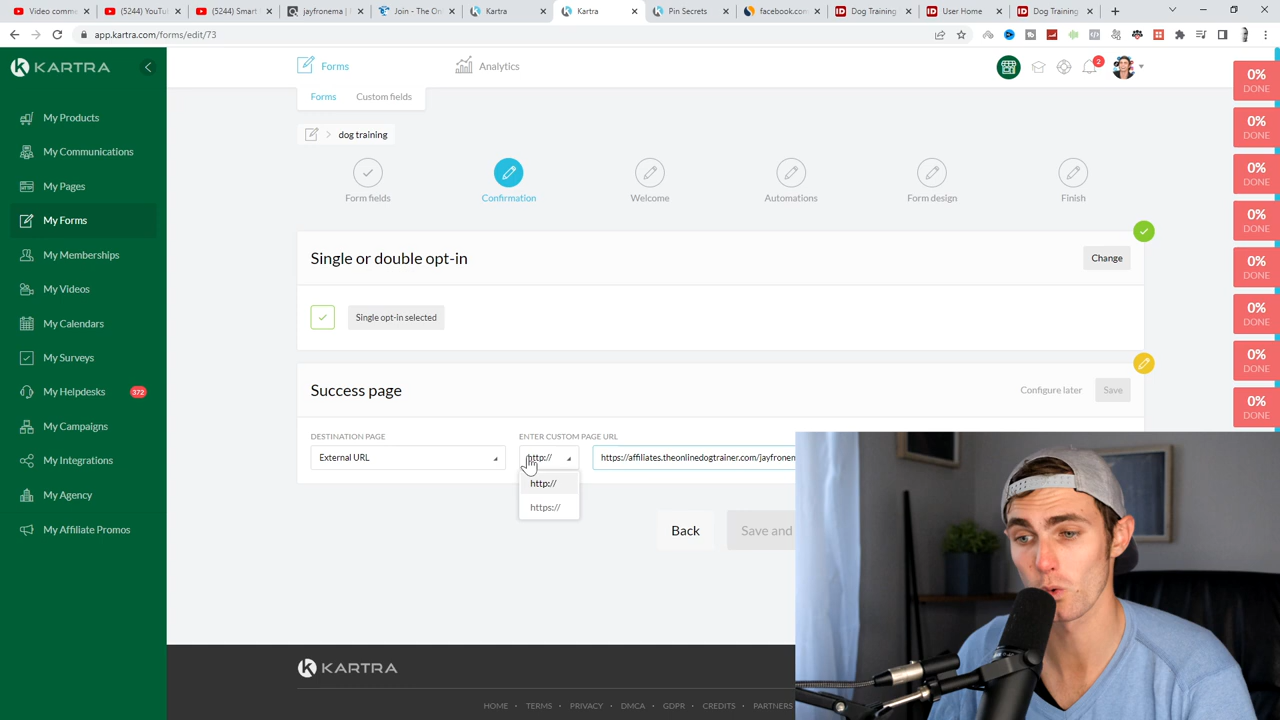 Video comme
(5244) YouTu
(5244) Smart
jayfronema
Join - The On
Kartra
Kartra
Pin Secrets
facebook.com
Dog Training
User Home
Dog Training
app.kartra.com/forms/edit/73
KARTRA
My Products
My Communications
My Pages
My Forms
My Memberships
My Videos
My Calendars
My Surveys
My Helpdesks 372
My Campaigns
My Integrations
My Agency
My Affiliate Promos
Forms
Analytics
2
Forms
Custom fields
> dog training
Form fields
Confirmation
Welcome
Automations
Form design
Finish
Single or double opt-in
Change
Single opt-in selected
Success page
Configure later
Save
DESTINATION PAGE
ENTER CUSTOM PAGE URL
External URL
http://
https://affiliates.theonlinedogtrainer.com/jayfronem
http://
https://
Back
Save and
KARTRA
HOME • TERMS • PRIVACY • DMCA • GDPR • CREDITS • PARTNERS
0%
DONE
0%
DONE
0%
DONE
0%
DONE
0%
DONE
0%
DONE
0%
DONE
0%
DONE